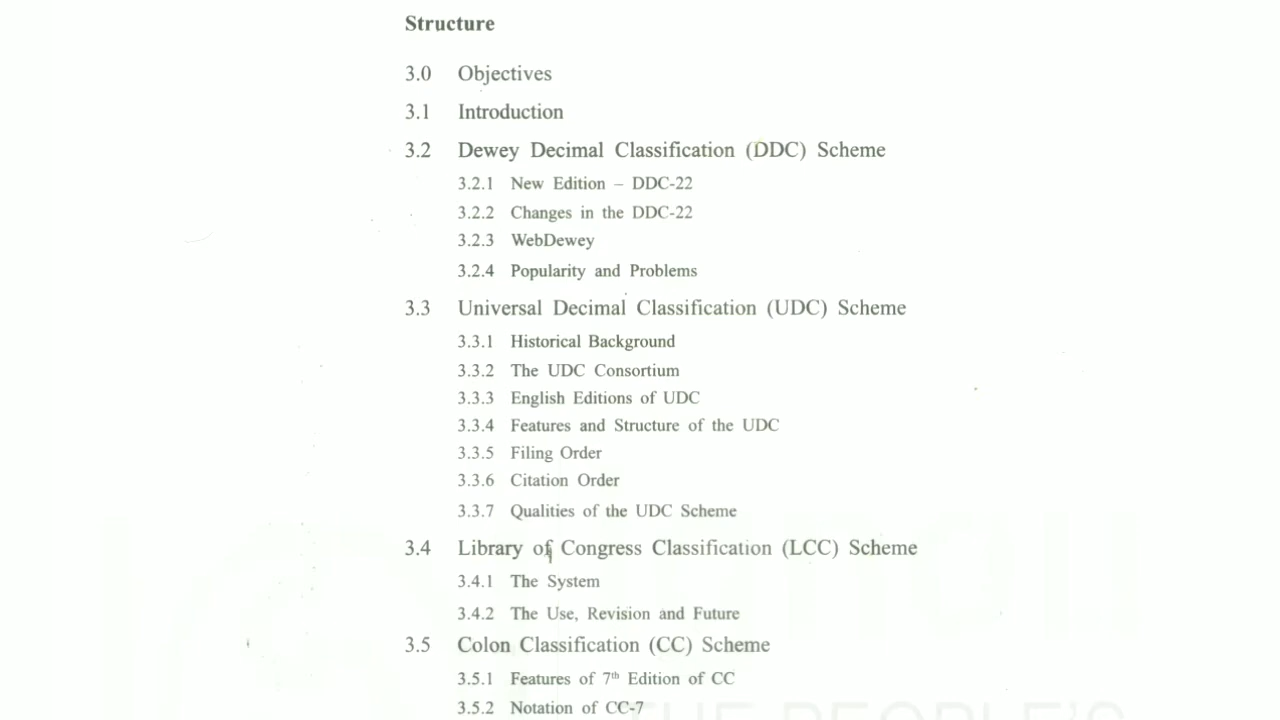 Structure
3.0 Objectives
3.1 Introduction
3.2 Dewey Decimal Classification (DDC) Scheme
3.2.1 New Edition – DDC-22
3.2.2 Changes in the DDC-22
3.2.3 WebDewey
3.2.4 Popularity and Problems
3.3 Universal Decimal Classification (UDC) Scheme
3.3.1 Historical Background
3.3.2 The UDC Consortium
3.3.3 English Editions of UDC
3.3.4 Features and Structure of the UDC
3.3.5 Filing Order
3.3.6 Citation Order
3.3.7 Qualities of the UDC Scheme
3.4 Library of Congress Classification (LCC) Scheme
3.4.1 The System
3.4.2 The Use, Revision and Future
3.5 Colon Classification (CC) Scheme
3.5.1 Features of 7th Edition of CC
3.5.2 Notation of CC-7
THE PEOPLE'S